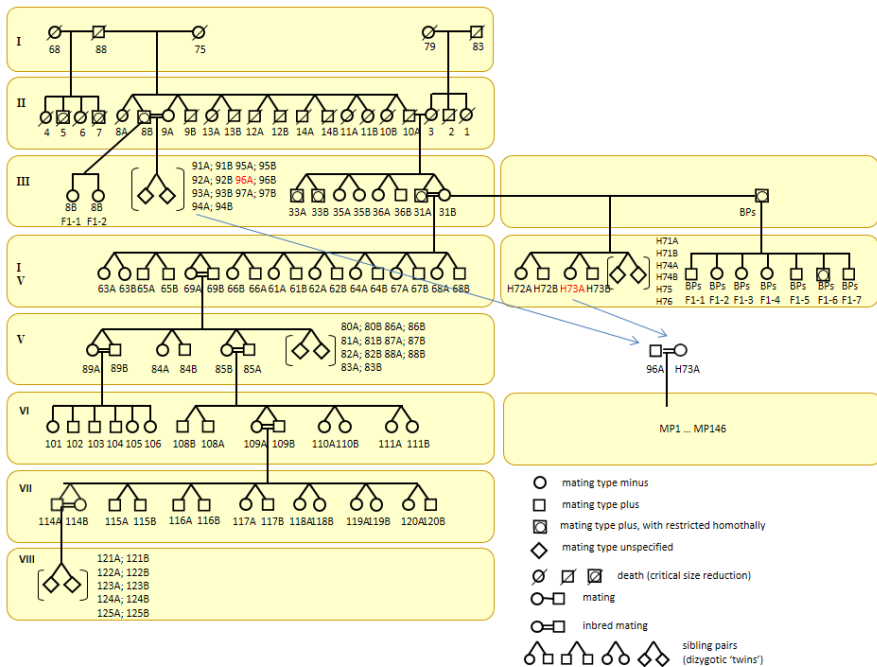 I
68 88 75 79 83
II
4 5 6 7 8A 8B 9A 9B 13A 13B 12A 12B 14A 14B 11A 11B 10B 10A 3 2 1
III
91A; 91B 95A; 95B
92A; 92B 96A; 96B
93A; 93B 97A; 97B
94A; 94B
8B 8B
F1-1 F1-2
33A 33B 35A 35B 36A 36B 31A 31B
BPs
I
V
63A 63B 65A 65B 69A 69B 66B 66A 61A 61B 62A 62B 64A 64B 67A 67B 68A 68B
H72A H72B H73A H73B
H71A
H71B
H74A
H74B
H75
H76
BPs BPs BPs BPs BPs BPs BPs
F1-1 F1-2 F1-3 F1-4 F1-5 F1-6 F1-7
V
89A 89B 84A 84B 85B 85A
80A; 80B 86A; 86B
81A; 81B 87A; 87B
82A; 82B 88A; 88B
83A; 83B
96A H73A
VI
101 102 103 104 105 106 108B 108A 109A 109B 110A 110B 111A 111B
MP1 ... MP146
VII
114A 114B 115A 115B 116A 116B 117A 117B 118A 118B 119A 119B 120A 120B
VIII
121A; 121B
122A; 122B
123A; 123B
124A; 124B
125A; 125B
mating type minus
mating type plus
mating type plus, with restricted homothally
mating type unspecified
death (critical size reduction)
mating
inbred mating
sibling pairs
(dizygotic 'twins')